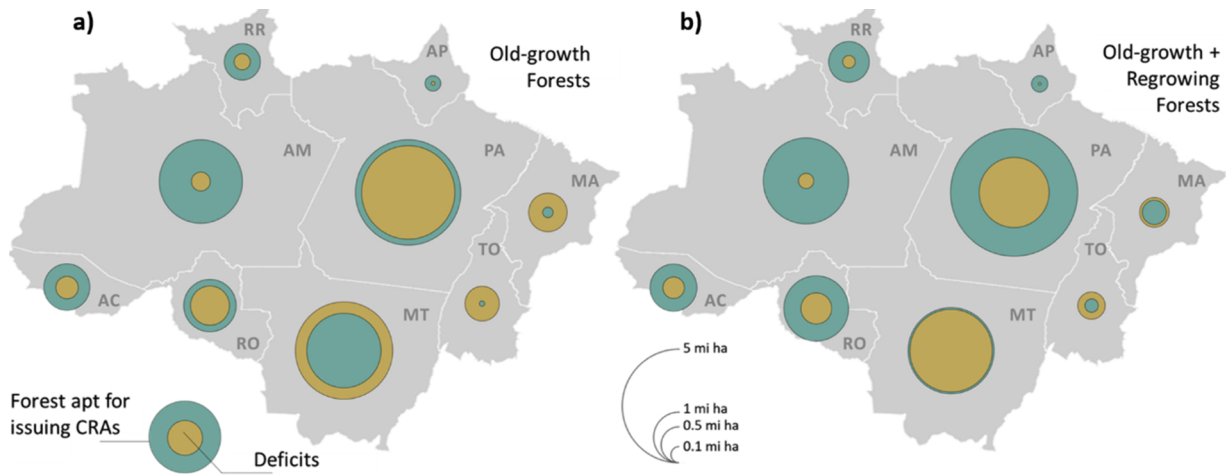 a)
Old-growth
Forests
RR
AP
AM
PA
MA
TO
AC
RO
MT
Forest apt for
issuing CRAs
Deficits
b)
Old-growth +
Regrowing
Forests
RR
AP
AM
PA
MA
TO
AC
RO
MT
5 mi ha
1 mi ha
0.5 mi ha
0.1 mi ha